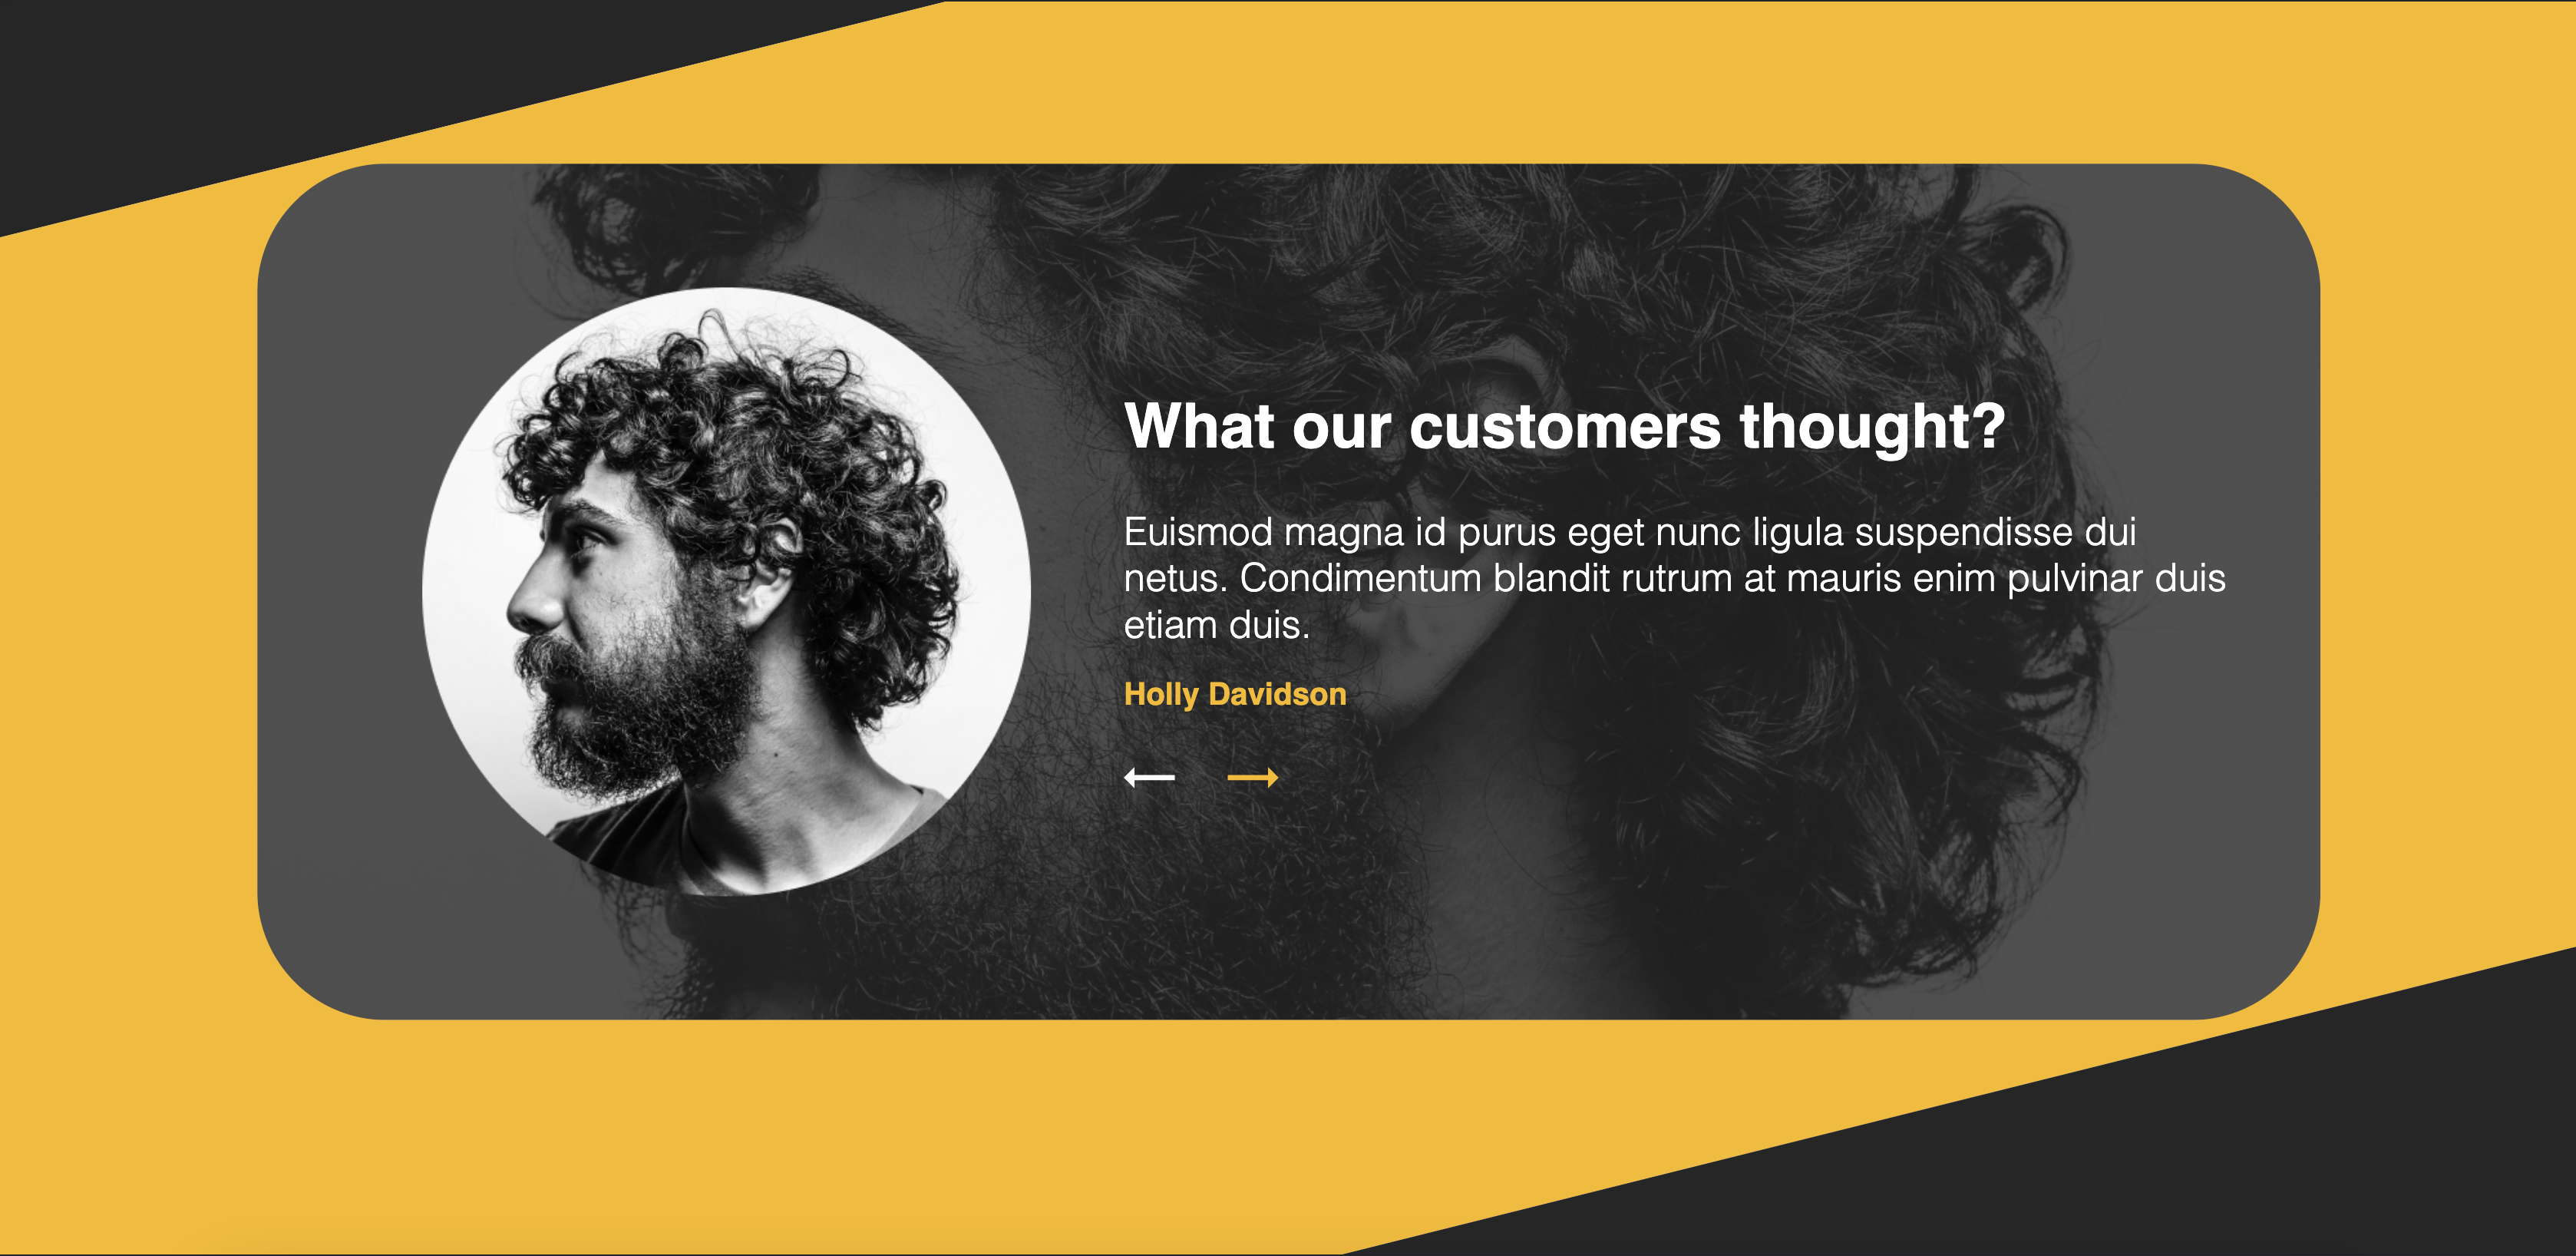 What our customers thought?
Euismod magna id purus eget nunc ligula suspendisse dui
netus. Condimentum blandit rutrum at mauris enim pulvinar duis
etiam duis.
Holly Davidson